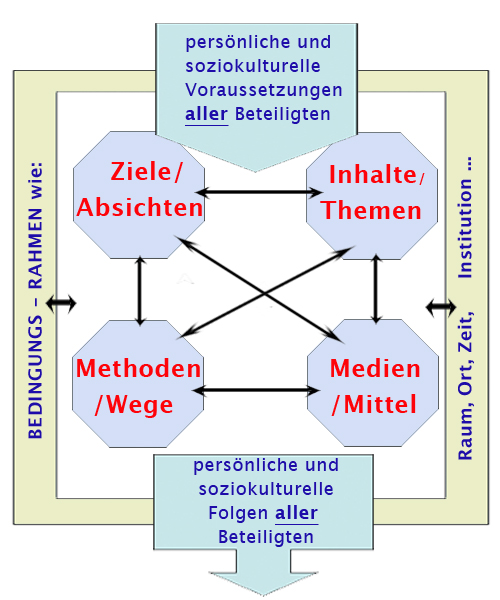 persönliche und
soziokulturelle
Voraussetzungen
aller Beteiligten
BEDINGUNGS - RAHMEN wie:
Ziele/
Absichten
Inhalte/
Themen
Raum, Ort, Zeit, Institution ...
Methoden
/Wege
Medien
/Mittel
persönliche und
soziokulturelle
Folgen aller
Beteiligten